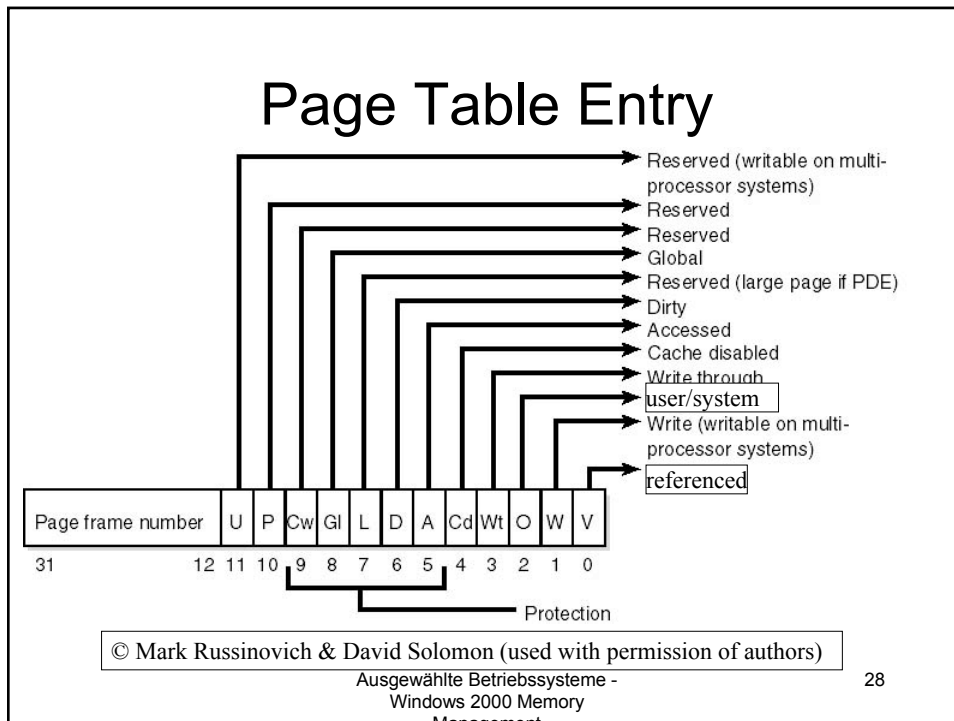 Page Table Entry
Reserved (writable on multi-
processor systems)
Reserved
Reserved
Global
Reserved (large page if PDE)
Dirty
Accessed
Cache disabled
Write through
user/system
Write (writable on multi-
processor systems)
referenced
Page frame number U P Cw Gl L D A Cd Wt O W V
31 12 11 10 9 8 7 6 5 4 3 2 1 0
Protection
© Mark Russinovich & David Solomon (used with permission of authors)
Ausgewählte Betriebssysteme - 28
Windows 2000 Memory
Management